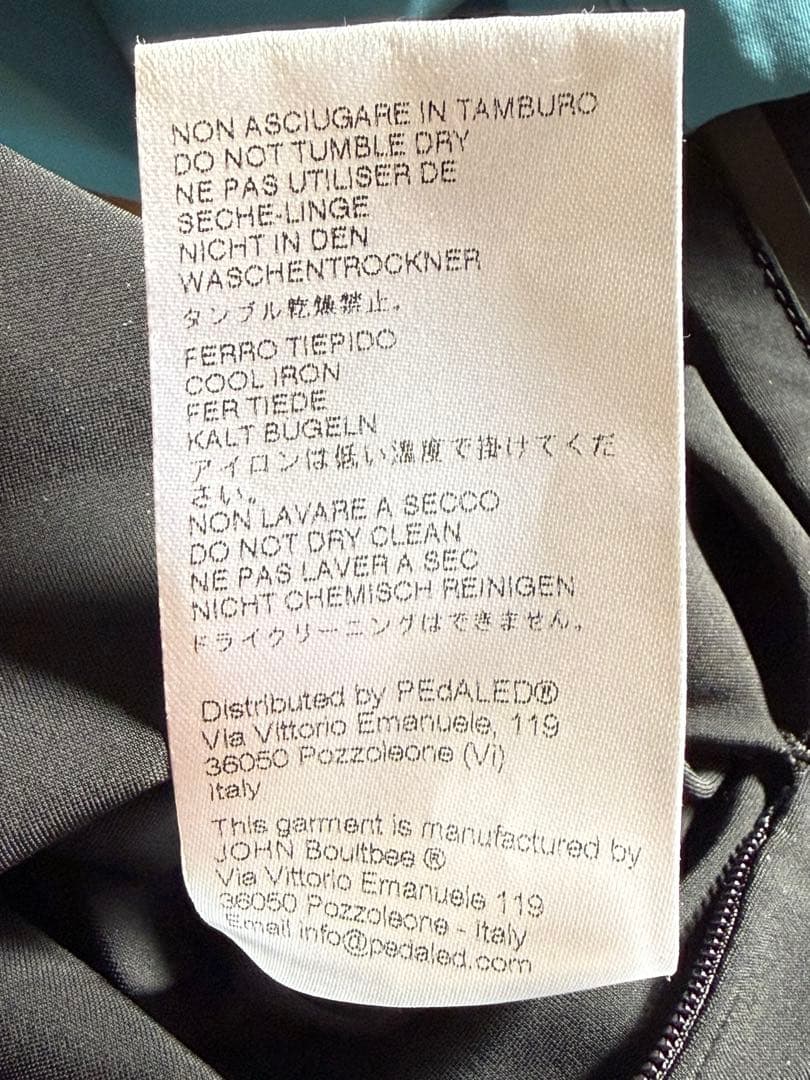 NON ASCIUGARE IN TAMBURO
DO NOT TUMBLE DRY
NE PAS UTILISER DE
SECHE-LINGE
NICHT IN DEN
WASCHENTROCKNER
タンブル乾燥禁止。
FERRO TIEPIDO
COOL IRON
FER TIEDE
KALT BUGELN
アイロンは低い温度で掛けてくだ
さい。
NON LAVARE A SECCO
DO NOT DRY CLEAN
NE PAS LAVER A SEC
NICHT CHEMISCH REINIGEN
ドライクリーニングはできません。
Distributed by PEdALED®
Via Vittorio Emanuele, 119
36050 Pozzoleone (Vi)
Italy
This garment is manufactured by
JOHN Boultbee ®
Via Vittorio Emanuele 119
36050 Pozzoleone - Italy
Email info@pedaled.com